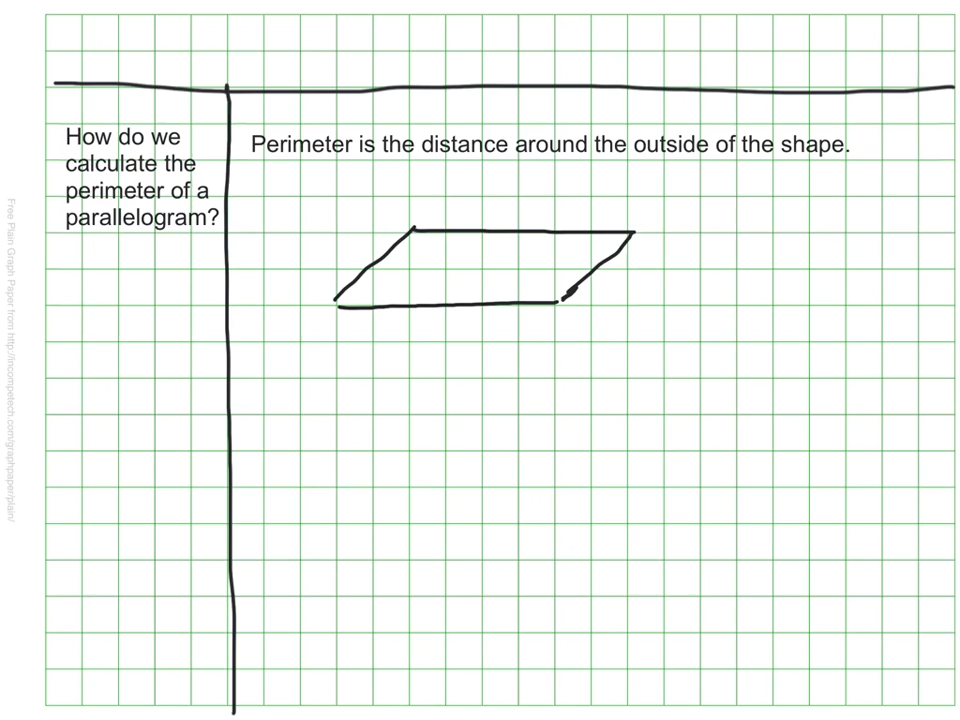 How do we
calculate the
perimeter of a
parallelogram?
Perimeter is the distance around the outside of the shape.
Free Plain Graph Paper from http://incompetech.com/graphpaper/plain/